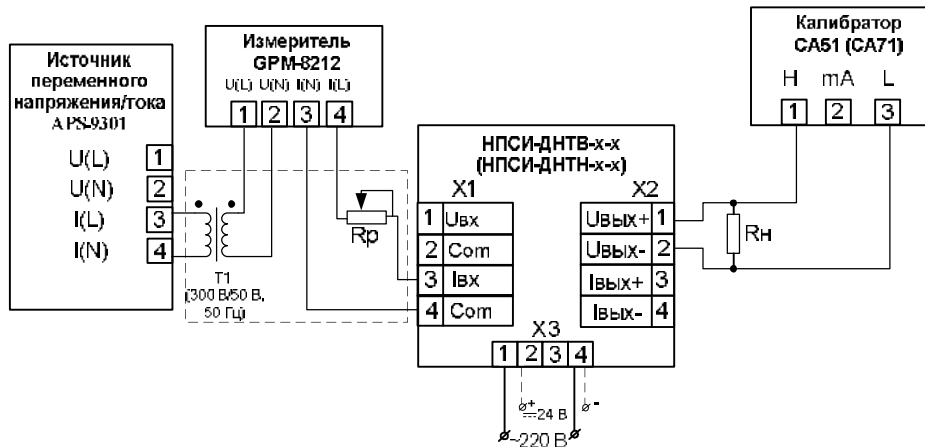 Источник
переменного
напряжения/тока
APS-9301
U(L) 1
U(N) 2
I(L) 3
I(N) 4
Измеритель
GPM-8212
U(L) U(N) I(N) I(L)
1 2 3 4
T1
(300 В/50 В,
50 Гц)
Rp
НПСИ-ДНТВ-х-х
(НПСИ-ДНТН-х-х)
X1
1 Uвх
2 Com
3 Iвх
4 Com
X2
Uвых+ 1
Uвых- 2
Iвых+ 3
Iвых- 4
X3
1 2 3 4
+ -
24 В
~220 В
Калибратор
CA51 (CA71)
H mA L
1 2 3
Rн